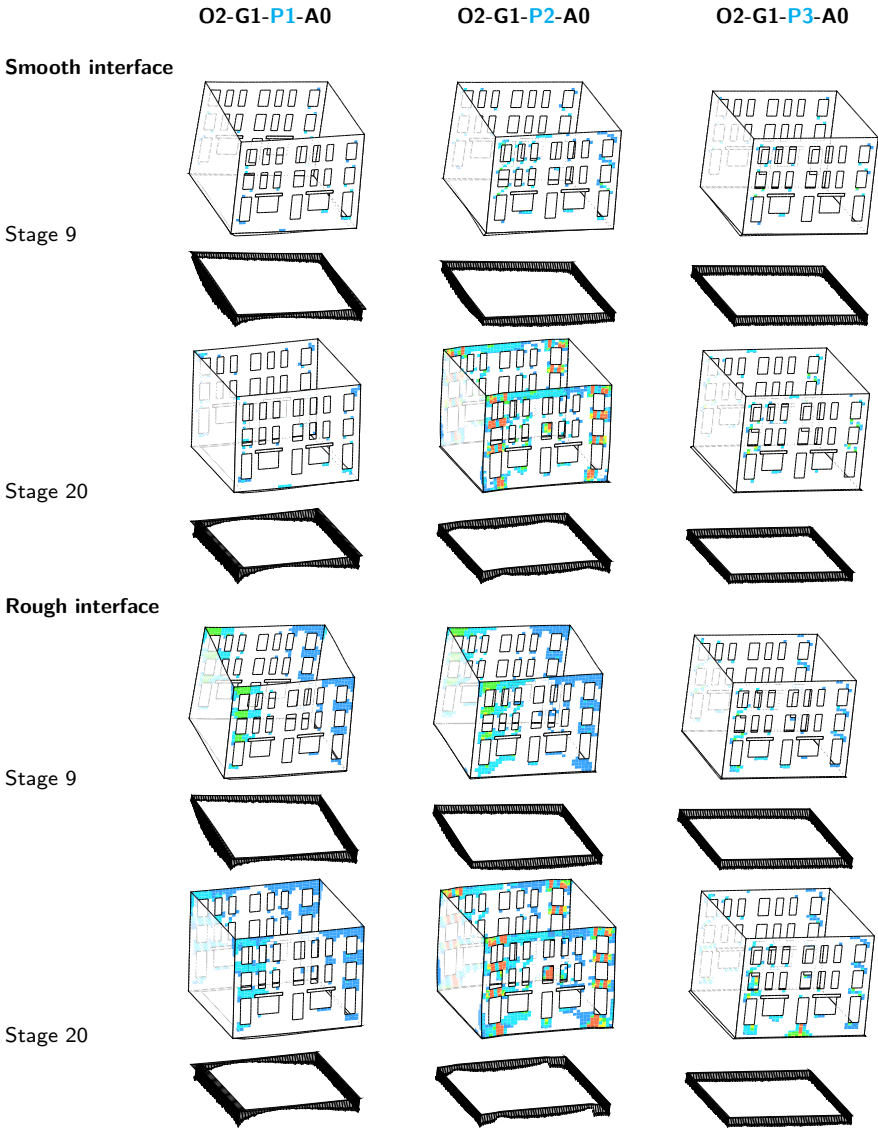 O2-G1-P1-A0 O2-G1-P2-A0 O2-G1-P3-A0
Smooth interface
Stage 9
Stage 20
Rough interface
Stage 9
Stage 20